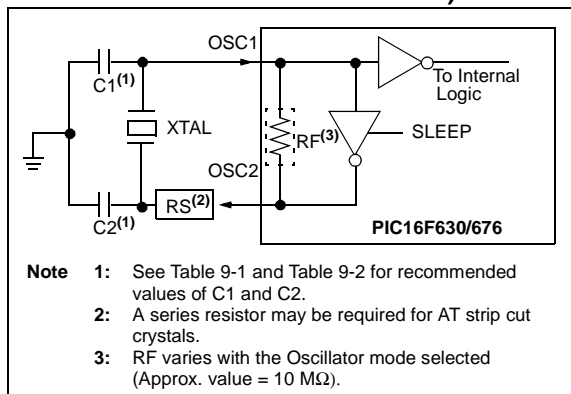 OSC1
C1(1)
To Internal
Logic
XTAL
RF(3)
SLEEP
OSC2
RS(2)
C2(1)
PIC16F630/676
Note 1: See Table 9-1 and Table 9-2 for recommended
values of C1 and C2.
2: A series resistor may be required for AT strip cut
crystals.
3: RF varies with the Oscillator mode selected
(Approx. value = 10 MΩ).